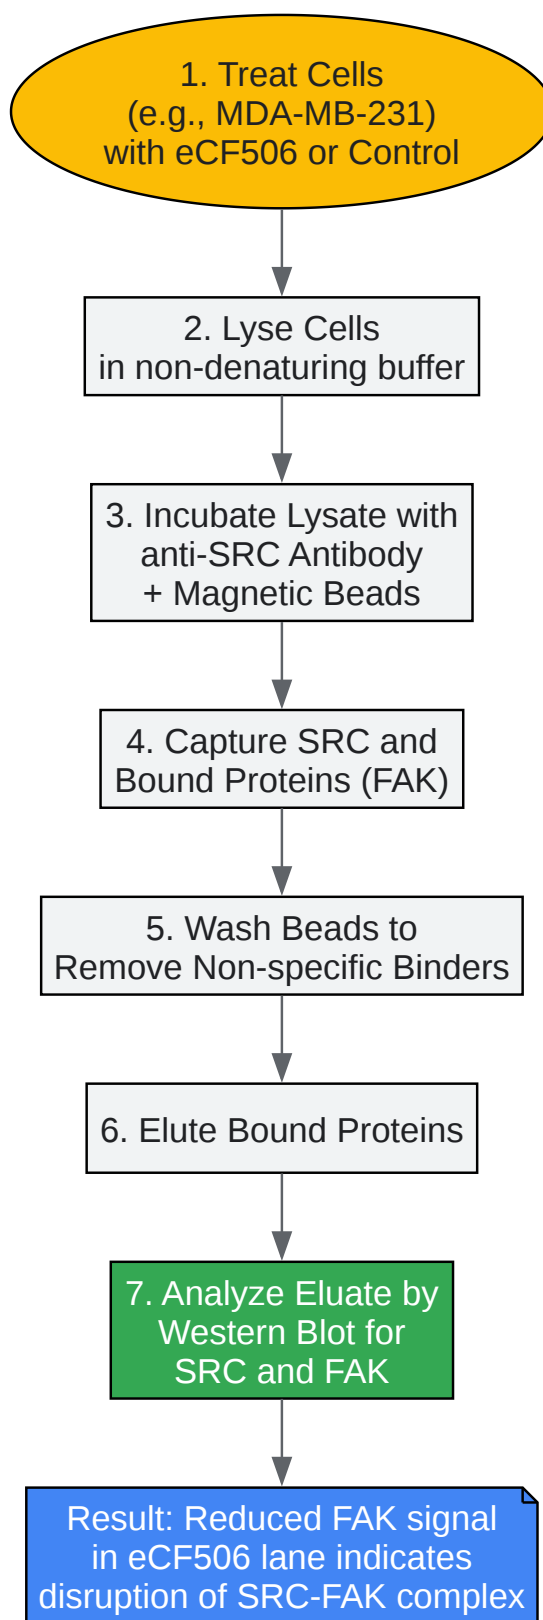 1. Treat Cells
(e.g., MDA-MB-231)
with eCF506 or Control
2. Lyse Cells
in non-denaturing buffer
3. Incubate Lysate with
anti-SRC Antibody
+ Magnetic Beads
4. Capture SRC and
Bound Proteins (FAK)
5. Wash Beads to
Remove Non-specific Binders
6. Elute Bound Proteins
7. Analyze Eluate by
Western Blot for
SRC and FAK
Result: Reduced FAK signal
in eCF506 lane indicates
disruption of SRC-FAK complex